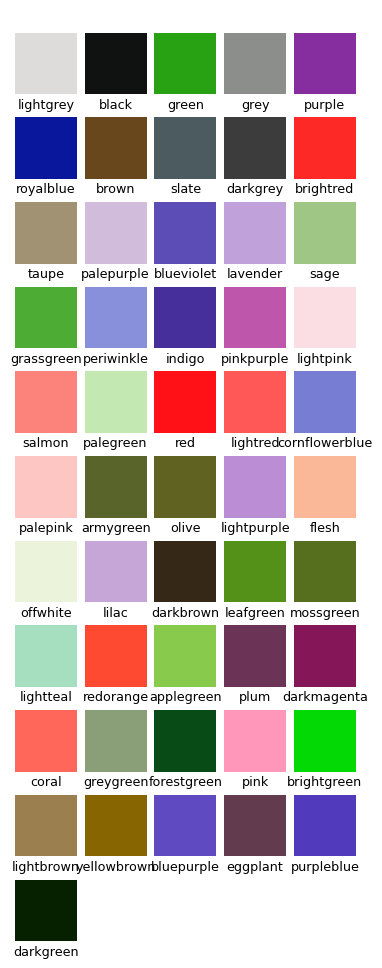 lightgrey black green grey purple
royalblue brown slate darkgrey brightred
taupe palepurple blueviolet lavender sage
grassgreen periwinkle indigo pinkpurple lightpink
salmon palegreen red lightred cornflowerblue
palepink armygreen olive lightpurple flesh
offwhite lilac darkbrown leafgreen mossgreen
lightteal redorange applegreen plum darkmagenta
coral greygreen forestgreen pink brightgreen
lightbrown yellowbrown bluepurple eggplant purpleblue
darkgreen